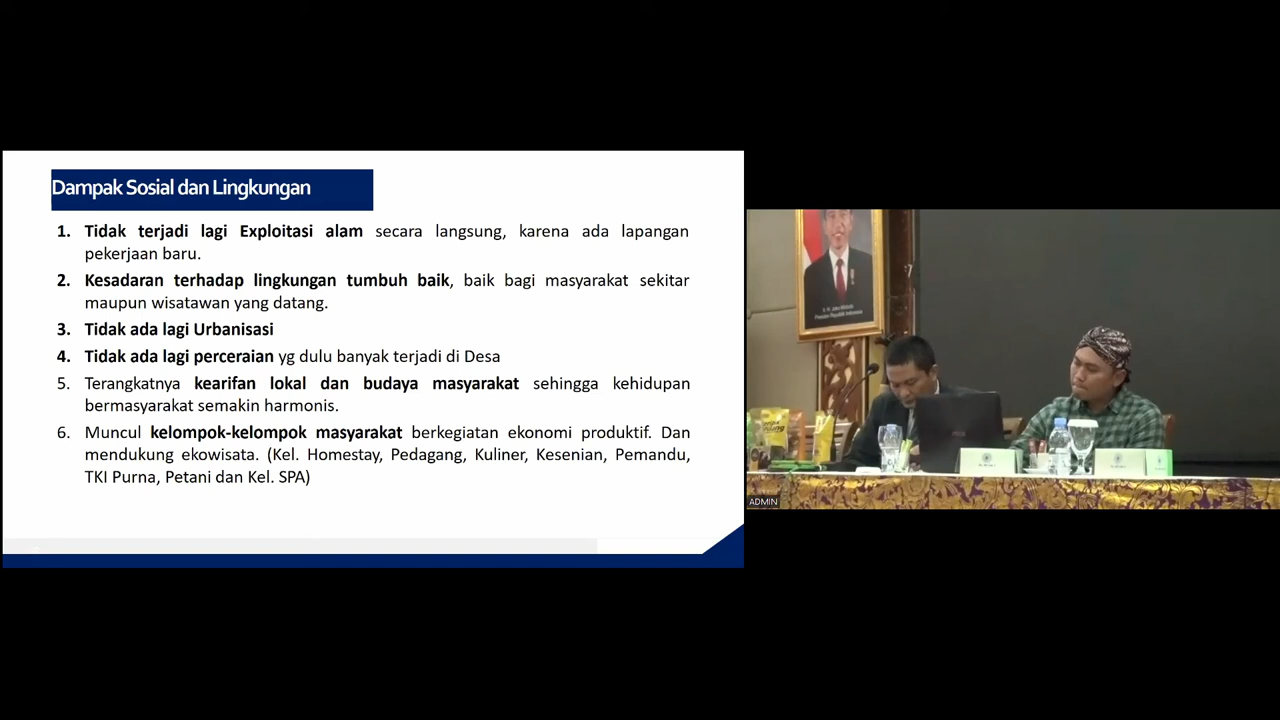 Dampak Sosial dan Lingkungan
1. Tidak terjadi lagi Exploitasi alam secara langsung, karena ada lapangan
pekerjaan baru.
2. Kesadaran terhadap lingkungan tumbuh baik, baik bagi masyarakat sekitar
maupun wisatawan yang datang.
3. Tidak ada lagi Urbanisasi
4. Tidak ada lagi perceraian yg dulu banyak terjadi di Desa
5. Terangkatnya kearifan lokal dan budaya masyarakat sehingga kehidupan
bermasyarakat semakin harmonis.
6. Muncul kelompok-kelompok masyarakat berkegiatan ekonomi produktif. Dan
mendukung ekowisata. (Kel. Homestay, Pedagang, Kuliner, Kesenian, Pemandu,
TKI Purna, Petani dan Kel. SPA)
Presiden Republik Indonesia
ADMIN